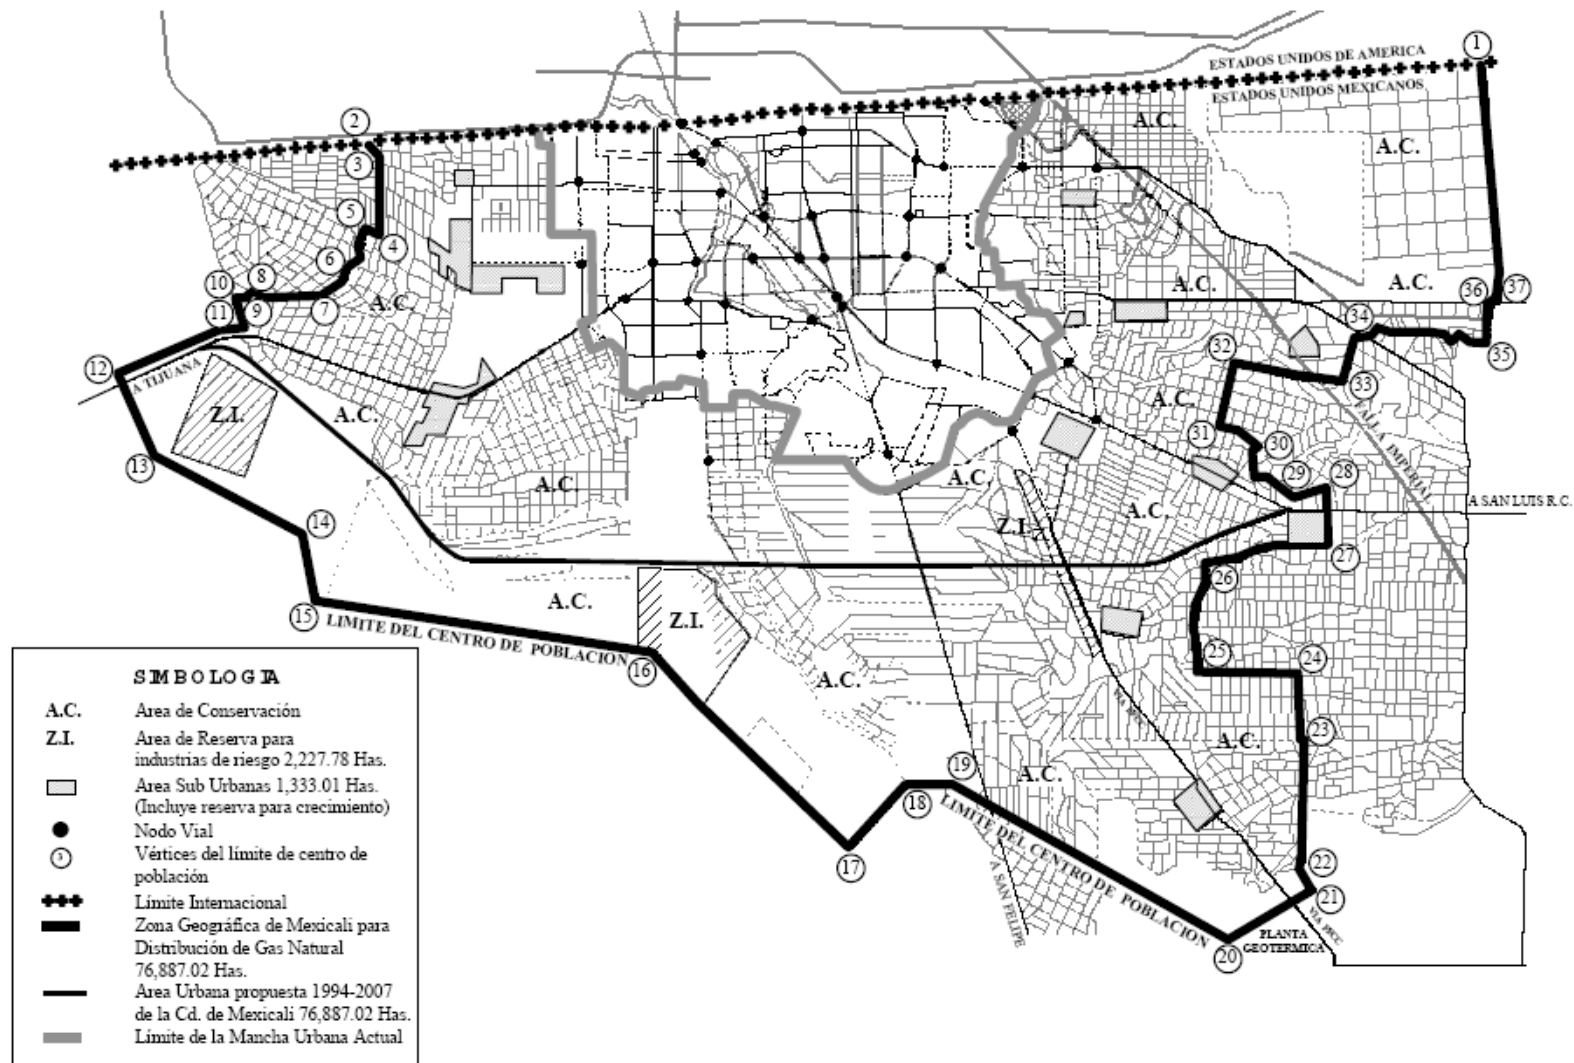 1
ESTADOS UNIDOS DE AMERICA
ESTADOS UNIDOS MEXICANOS
2
A.C.
3
A.C.
5
4
6
8
10
7
A.C.
9
11
A.C.
A.C.
36
37
34
35
32
33
12
A TIJUANA
Z.I.
A.C.
A.C.
FALLA IMPERIAL
31
30
13
29
28
A.C.
A.C.
A.C.
Z.I.
A SAN LUIS R.C.
14
27
26
15
A.C.
Z.I.
LIMITE DEL CENTRO DE POBLACION
16
25
24
A.C.
VIA FFCC
23
A.C.
19
A.C.
18
LIMITE DEL CENTRO DE POBLACION
17
A SAN FELIPE
22
21
VIA FFCC
20
PLANTA
GEOTERMICA
SIMBOLOGIA
A.C. Area de Conservación
Z.I. Area de Reserva para
industrias de riesgo 2,227.78 Has.
Area Sub Urbanas 1,333.01 Has.
(Incluye reserva para crecimiento)
Nodo Vial
Vértices del límite de centro de
población
Límite Internacional
Zona Geográfica de Mexicali para
Distribución de Gas Natural
76,887.02 Has.
Area Urbana propuesta 1994-2007
de la Cd. de Mexicali 76,887.02 Has.
Límite de la Mancha Urbana Actual